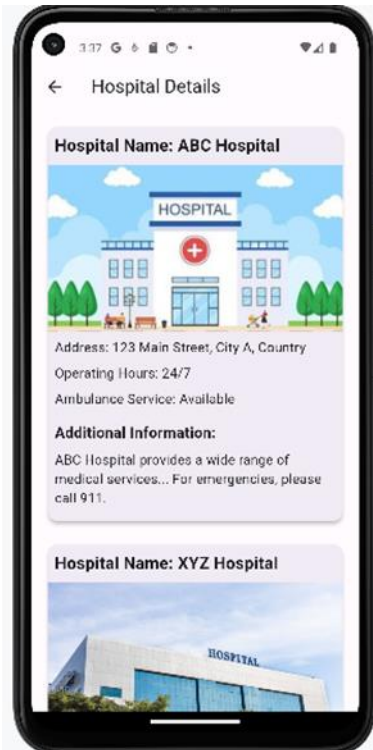 3:37 G
Hospital Details
Hospital Name: ABC Hospital
HOSPITAL
Address: 123 Main Street, City A, Country
Operating Hours: 24/7
Ambulance Service: Available
Additional Information:
ABC Hospital provides a wide range of
medical services... For emergencies, please
call 911.
Hospital Name: XYZ Hospital
HOSPITAL